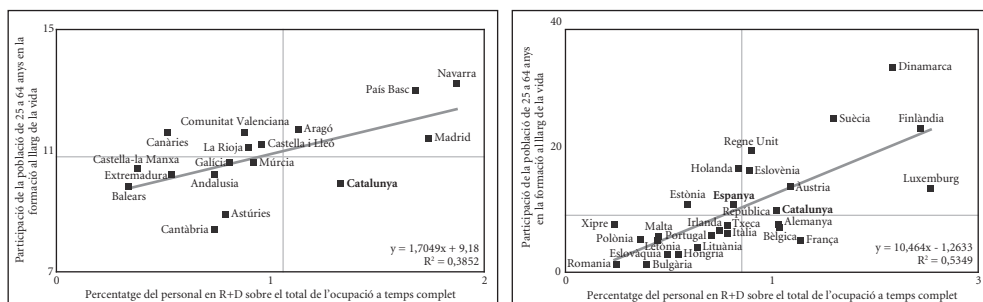 15
Navarra
País Basc
Comunitat Valenciana
Aragó
Canàries
Madrid
La Rioja
Castella i Lleó
11
Castella-la Manxa
Galícia
Múrcia
Extremadura
Andalusia
Catalunya
Balears
Astúries
Cantàbria
y = 1,7049x + 9,18
R² = 0,3852
7
0
1
2
Participació de la població de 25 a 64 anys en la
formació al llarg de la vida
Percentatge del personal en R+D sobre el total de l'ocupació a temps complet
40
Dinamarca
Suècia
Finlàndia
Regne Unit
20
Holanda
Eslovènia
Àustria
Luxemburg
Estònia
Espanya
República
Txeca
Catalunya
Xipre
Malta
Irlanda
Alemanya
Polònia
Portugal
Itàlia
Bèlgica
França
Letònia
Lituània
Eslovàquia
Hongria
Romania
Bulgària
y = 10,464x - 1,2633
R² = 0,5349
0
0
1
3
Participació de la població de 25 a 64 anys
en la formació al llarg de la vida
Percentatge del personal en R+D sobre el total de l'ocupació a temps complet